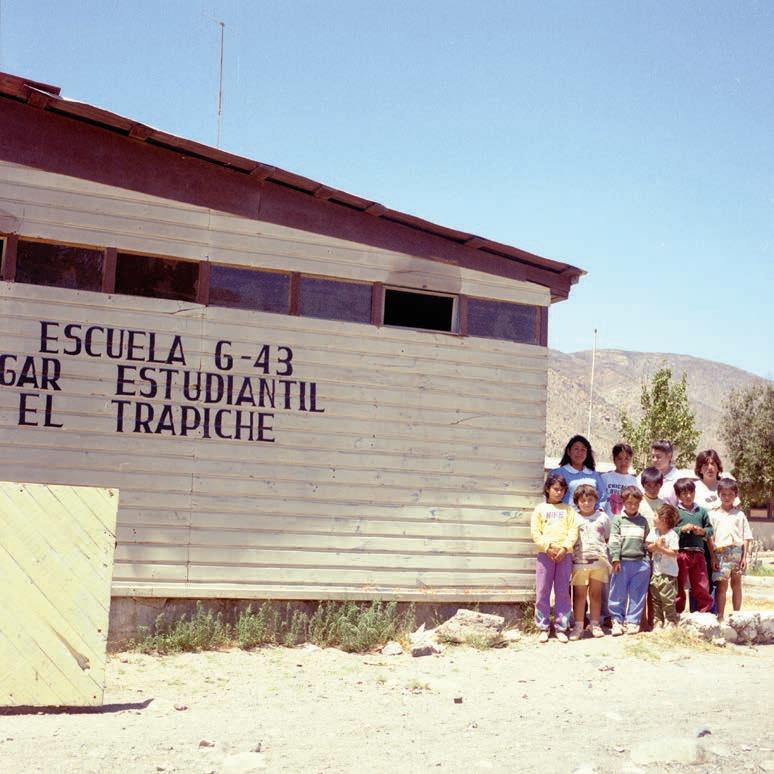 ESCUELA G-43
GAR ESTUDIANTIL
EL TRAPICHE